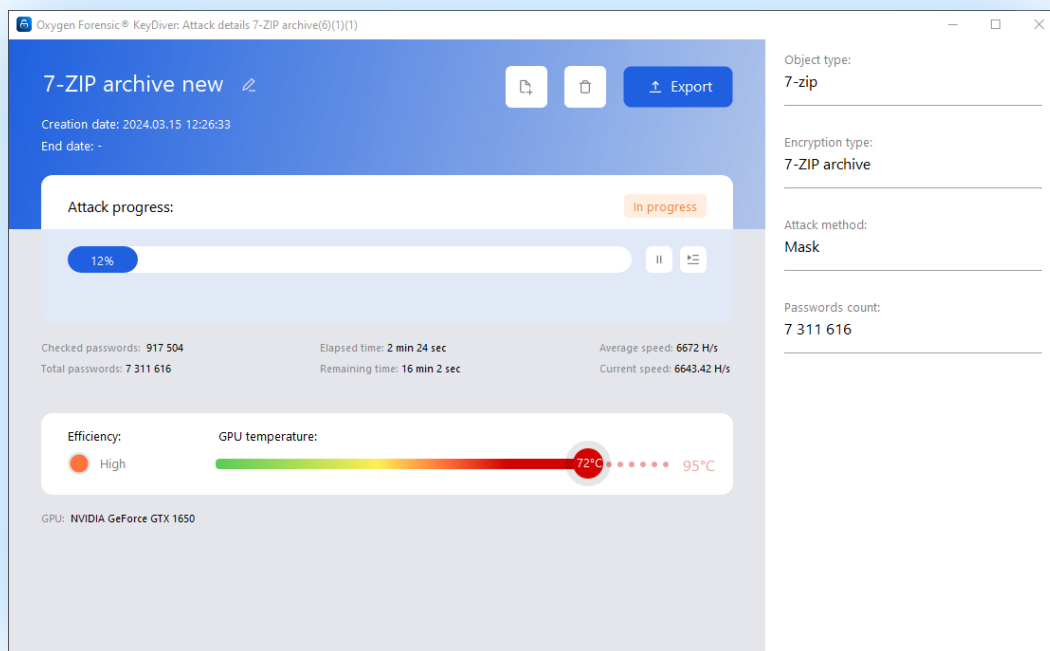 Oxygen Forensic® KeyDiver: Attack details 7-ZIP archive(6)(1)(1)
7-ZIP archive new
Export
Creation date: 2024.03.15 12:26:33
End date: -
Attack progress:
In progress
12%
Checked passwords: 917 504
Elapsed time: 2 min 24 sec
Average speed: 6672 H/s
Total passwords: 7 311 616
Remaining time: 16 min 2 sec
Current speed: 6643.42 H/s
Efficiency:
GPU temperature:
High
72°C
95°C
GPU: NVIDIA GeForce GTX 1650
Object type:
7-zip
Encryption type:
7-ZIP archive
Attack method:
Mask
Passwords count:
7 311 616